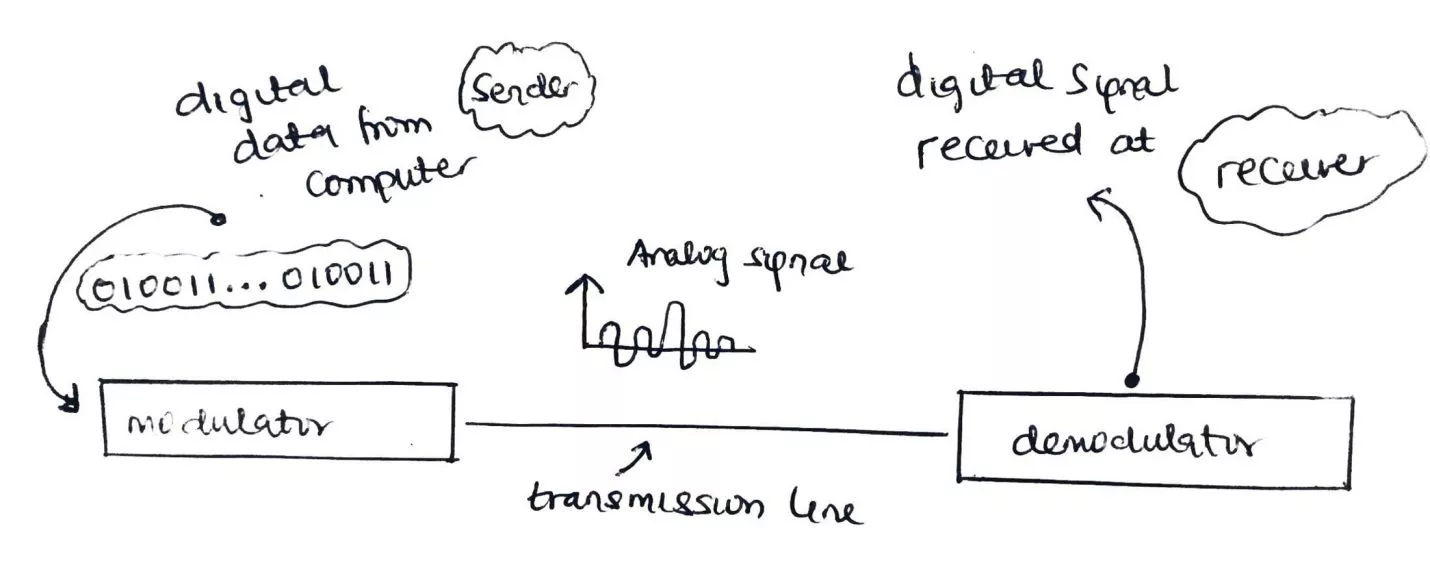 digital
data from
computer
Sender
010011...010011
modulator
Analog signal
transmission line
digital signal
received at
receiver
demodulator